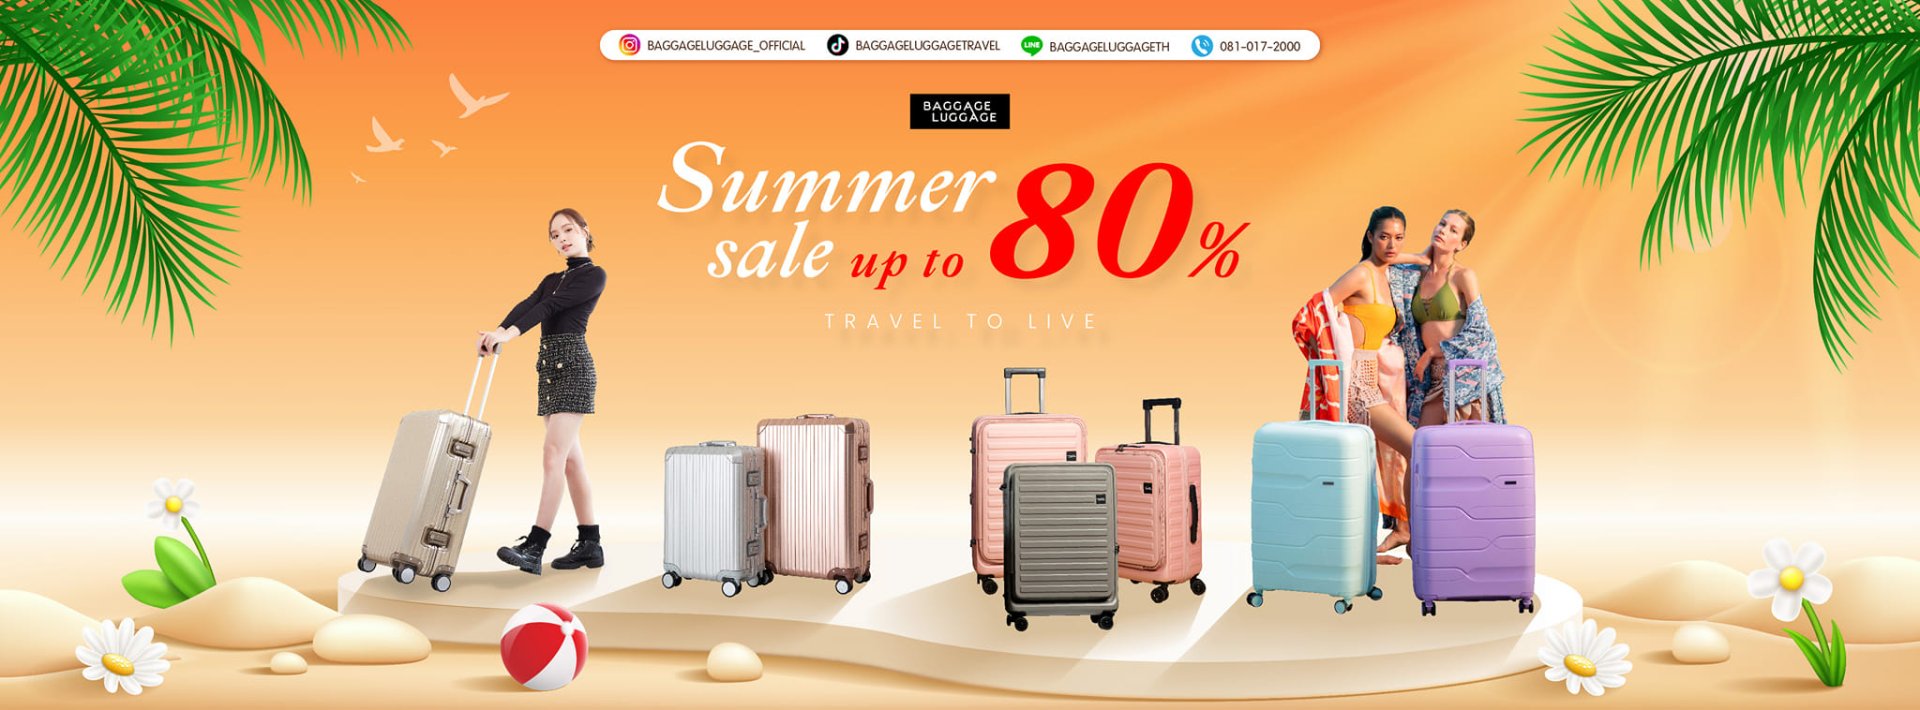 BAGGAGELUGGAGE_OFFICIAL BAGGAGELUGGAGETRAVEL LINE BAGGAGELUGGAGETH 081-017-2000
BAGGAGE
LUGGAGE
Summer
sale up to 80%
TRAVEL TO LIVE